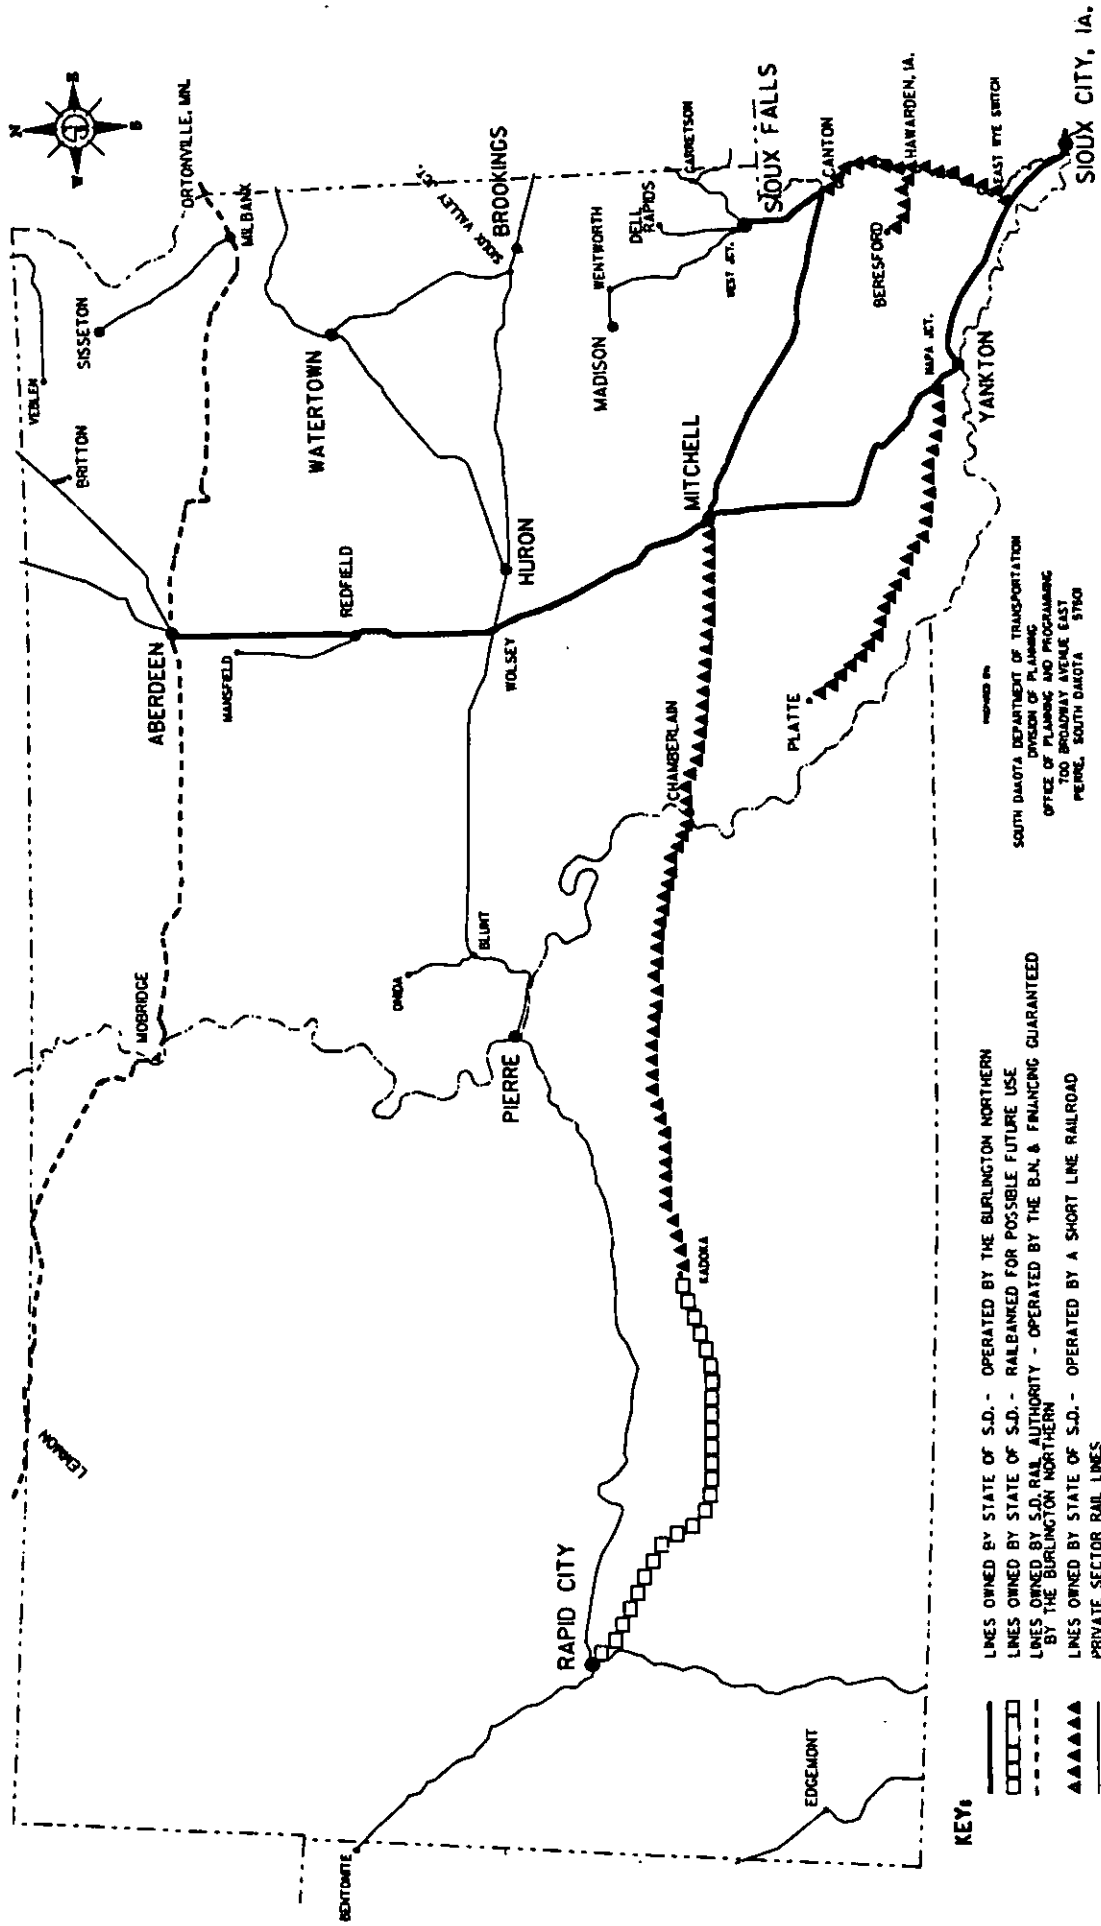 N
W
E
S
VEBLEN
BRITTON
SISSETON
ORTONVILLE, MN.
MILBANK
LEMMON
MOBRIDGE
ABERDEEN
MANSFIELD
REDFIELD
WATERTOWN
SIOUX VALLEY JCT.
BROOKINGS
ONIDA
BLUNT
WOLSEY
HURON
PIERRE
BENTONITE
RAPID CITY
KADOKA
CHAMBERLAIN
MITCHELL
MADISON
WENTWORTH
DELL
RAPIDS
GARRETSON
WEST JCT.
SIOUX FALLS
CANTON
EDGEMONT
PLATTE
BERESFORD
HAWARDEN, IA.
NAPA JCT.
YANKTON
EAST WYE SWITCH
SIOUX CITY, IA.
KEY:
LINES OWNED BY STATE OF S.D. - OPERATED BY THE BURLINGTON NORTHERN
LINES OWNED BY STATE OF S.D. - RAILBANKED FOR POSSIBLE FUTURE USE
LINES OWNED BY S.D. RAIL AUTHORITY - OPERATED BY THE B.N. & FINANCING GUARANTEED
BY THE BURLINGTON NORTHERN
LINES OWNED BY STATE OF S.D. - OPERATED BY A SHORT LINE RAILROAD
PRIVATE SECTOR RAIL LINES
PREPARED BY:
SOUTH DAKOTA DEPARTMENT OF TRANSPORTATION
DIVISION OF PLANNING
OFFICE OF PLANNING AND PROGRAMMING
700 BROADWAY AVENUE EAST
PIERRE, SOUTH DAKOTA 57501